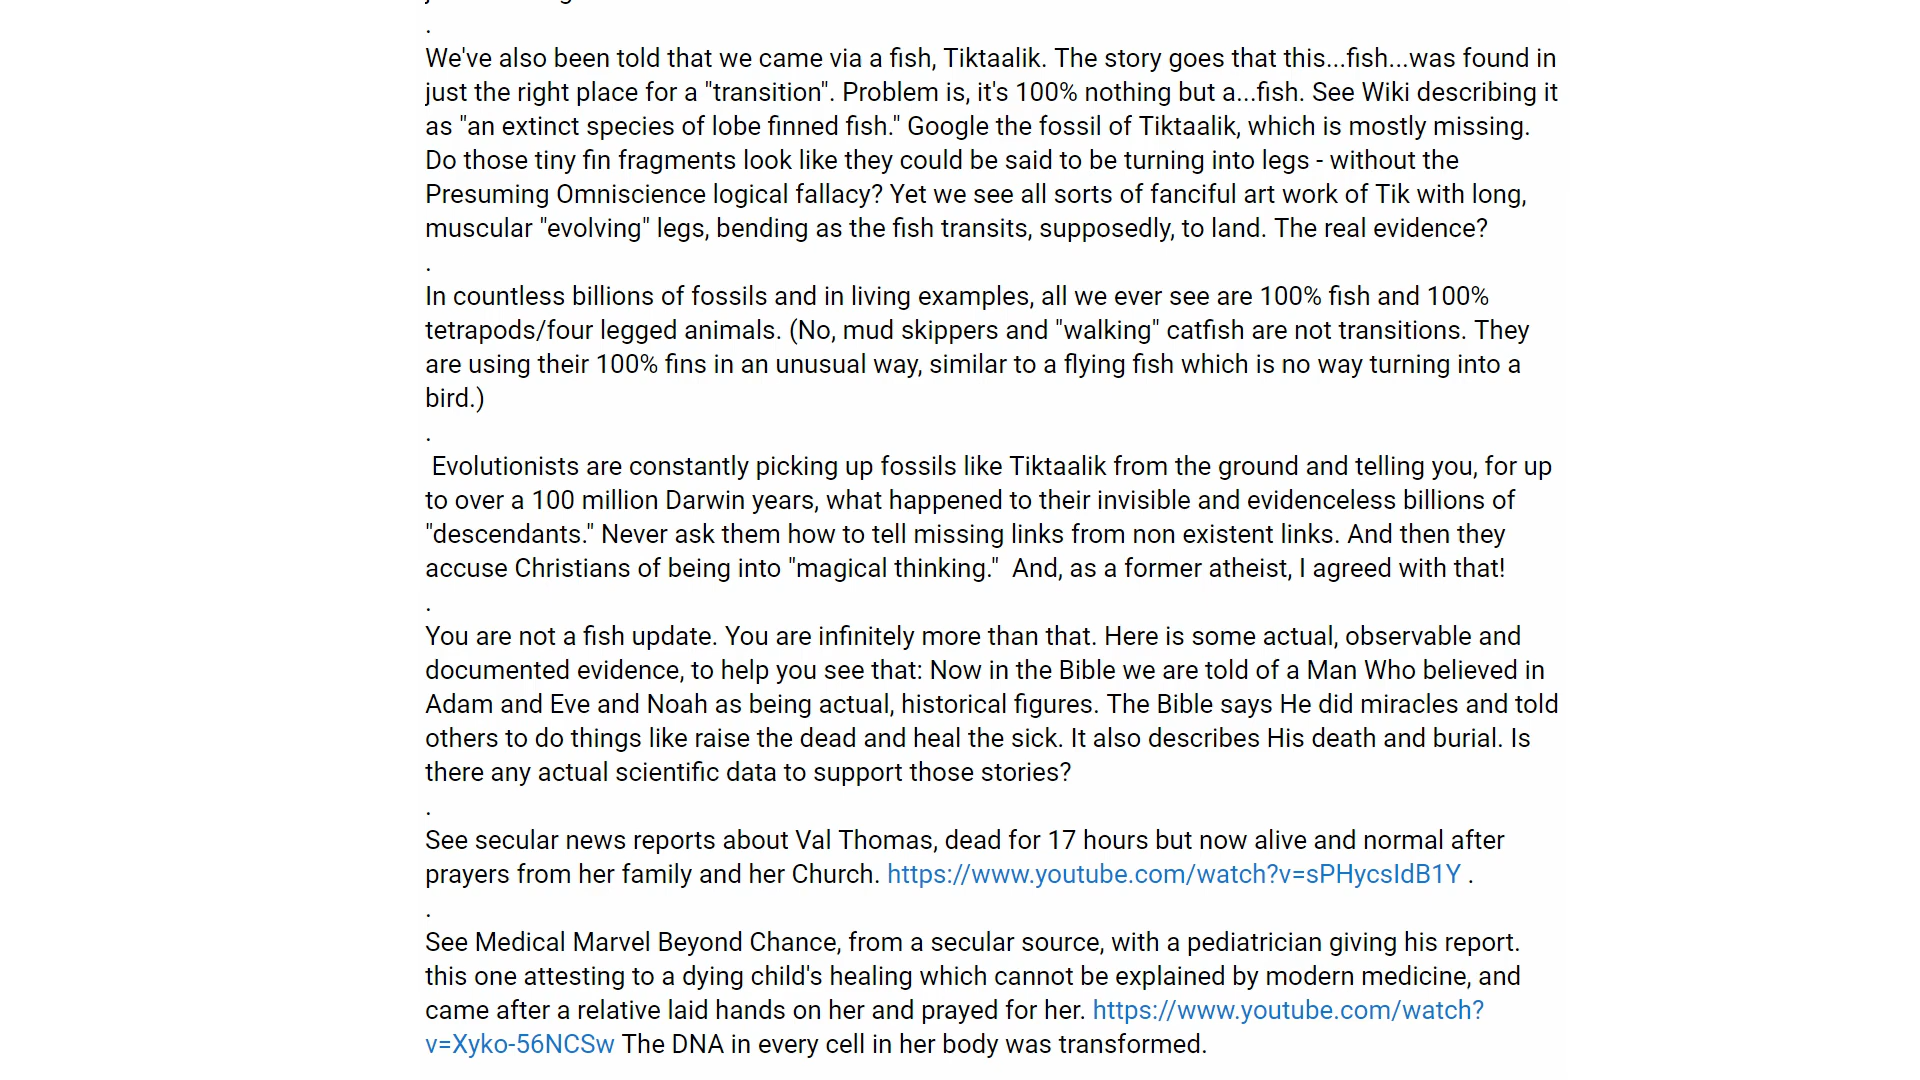 .
We've also been told that we came via a fish, Tiktaalik. The story goes that this...fish...was found in
just the right place for a "transition". Problem is, it's 100% nothing but a...fish. See Wiki describing it
as "an extinct species of lobe finned fish." Google the fossil of Tiktaalik, which is mostly missing.
Do those tiny fin fragments look like they could be said to be turning into legs - without the
Presuming Omniscience logical fallacy? Yet we see all sorts of fanciful art work of Tik with long,
muscular "evolving" legs, bending as the fish transits, supposedly, to land. The real evidence?
.
In countless billions of fossils and in living examples, all we ever see are 100% fish and 100%
tetrapods/four legged animals. (No, mud skippers and "walking" catfish are not transitions. They
are using their 100% fins in an unusual way, similar to a flying fish which is no way turning into a
bird.)
.
Evolutionists are constantly picking up fossils like Tiktaalik from the ground and telling you, for up
to over a 100 million Darwin years, what happened to their invisible and evidenceless billions of
"descendants." Never ask them how to tell missing links from non existent links. And then they
accuse Christians of being into "magical thinking."  And, as a former atheist, I agreed with that!
.
You are not a fish update. You are infinitely more than that. Here is some actual, observable and
documented evidence, to help you see that: Now in the Bible we are told of a Man Who believed in
Adam and Eve and Noah as being actual, historical figures. The Bible says He did miracles and told
others to do things like raise the dead and heal the sick. It also describes His death and burial. Is
there any actual scientific data to support those stories?
.
See secular news reports about Val Thomas, dead for 17 hours but now alive and normal after
prayers from her family and her Church. https://www.youtube.com/watch?v=sPHycsIdB1Y .
.
See Medical Marvel Beyond Chance, from a secular source, with a pediatrician giving his report.
this one attesting to a dying child's healing which cannot be explained by modern medicine, and
came after a relative laid hands on her and prayed for her. https://www.youtube.com/watch?
v=Xyko-56NCSw The DNA in every cell in her body was transformed.